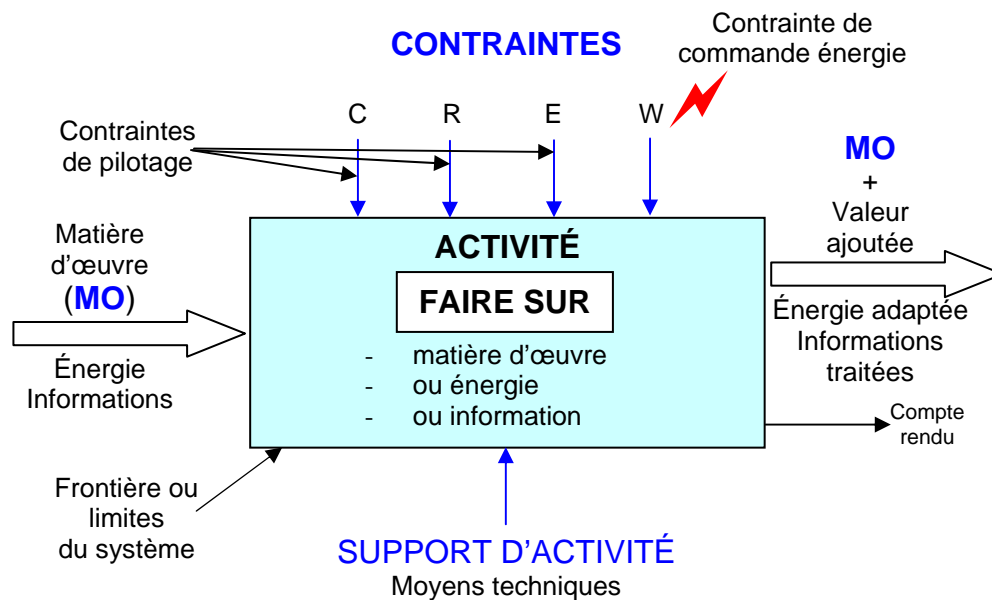 CONTRAINTES
Contrainte de
commande énergie
C R E W
Contraintes
de pilotage
MO
+
Valeur
ajoutée
Matière
d'œuvre
(MO)
Énergie
Informations
ACTIVITÉ
FAIRE SUR
- matière d'œuvre
- ou énergie
- ou information
Énergie adaptée
Informations
traitées
Compte
rendu
Frontière ou
limites
du système
SUPPORT D'ACTIVITÉ
Moyens techniques